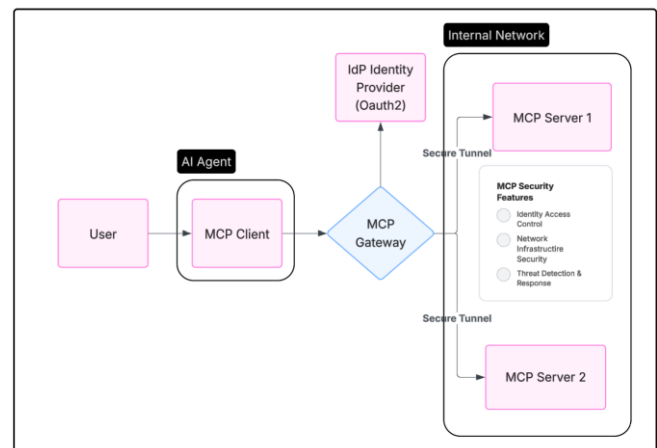 Internal Network
IdP Identity
Provider
(Oauth2)
MCP Server 1
Secure Tunnel
AI Agent
MCP Security
Features
Identity Access
Control
Network
Infrastructire
Security
Threat Detection &
Response
User
MCP Client
MCP
Gateway
Secure Tunnel
MCP Server 2